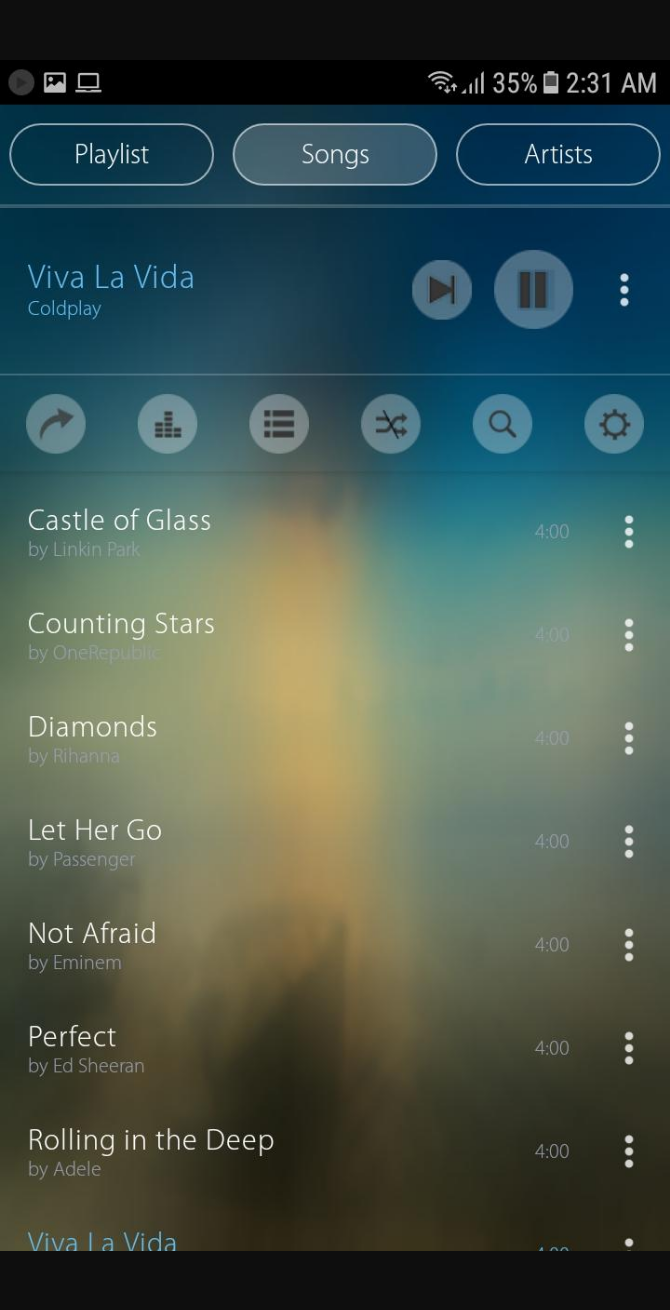 35% 2:31 AM
Playlist Songs Artists
Viva La Vida
Coldplay
Castle of Glass
by Linkin Park
4:00
Counting Stars
by OneRepublic
4:00
Diamonds
by Rihanna
4:00
Let Her Go
by Passenger
4:00
Not Afraid
by Eminem
4:00
Perfect
by Ed Sheeran
4:00
Rolling in the Deep
by Adele
4:00
Viva La Vida
4:00